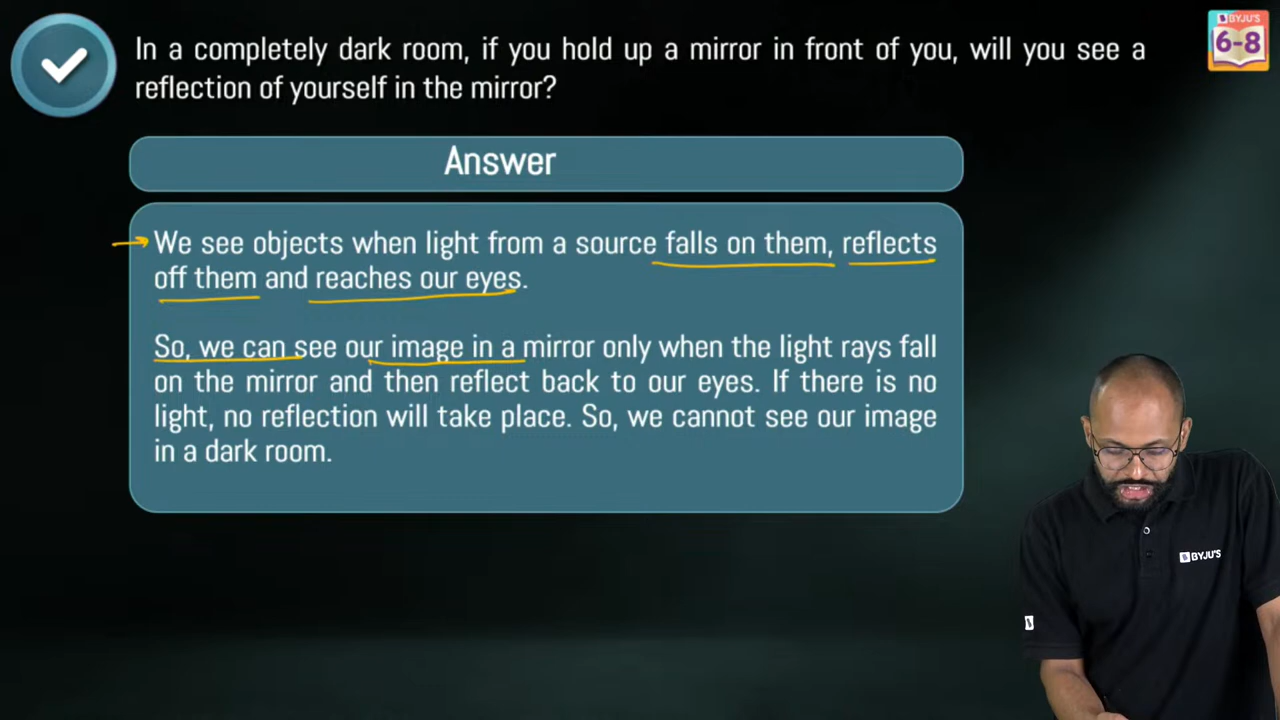 In a completely dark room, if you hold up a mirror in front of you, will you see a
reflection of yourself in the mirror?
BYJU'S
6-8
Answer
We see objects when light from a source falls on them, reflects
off them and reaches our eyes.
So, we can see our image in a mirror only when the light rays fall
on the mirror and then reflect back to our eyes. If there is no
light, no reflection will take place. So, we cannot see our image
in a dark room.
BYJU'S